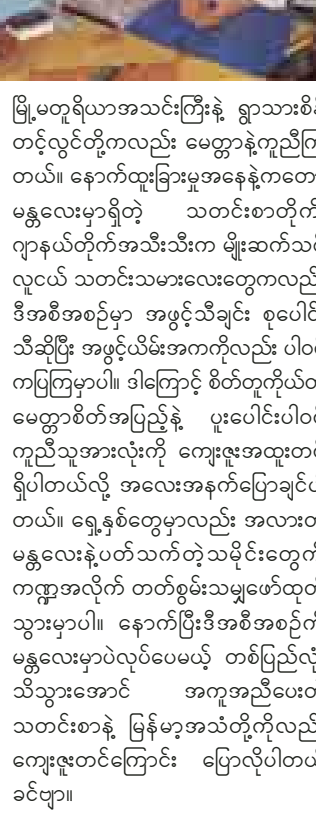 မြို့မတူရိယာအသင်းကြီးနဲ့ ရွာသားစိန်
တင့်လွင်တို့ကလည်း မေတ္တာနဲ့ကူညီကြ
တယ်။ နောက်ထူးခြားမှုအနေနဲ့ကတော
မန္တလေးမှာရှိတဲ့ သတင်းစာတိုက်
ဂျာနယ်တိုက်အသီးသီးက မျိုးဆက်သစ်
လူငယ် သတင်းသမားလေးတွေကလည်
ဒီအစီအစဉ်မှာ အဖွင့်သီချင်း စုပေါင်
သီဆိုပြီး အဖွင့်ယိမ်းအကကိုလည်း ပါဝင်
ကပြကြမှာပါ။ ဒါကြောင့် စိတ်တူကိုယ်တ
မေတ္တာစိတ်အပြည့်နဲ့ ပူးပေါင်းပါဝင်
ကူညီသူအားလုံးကို ကျေးဇူးအထူးတင်
ရှိပါတယ်လို့ အလေးအနက်ပြောချင်ပ
တယ်။ ရှေ့နှစ်တွေမှာလည်း အလားတ
မန္တလေးနဲ့ပတ်သက်တဲ့သမိုင်းတွေကိ
ကဏ္ဍအလိုက် တတ်စွမ်းသမျှဖော်ထုတ်
သွားမှာပါ။ နောက်ပြီးဒီအစီအစဉ်ကိ
မန္တလေးမှာပဲလုပ်ပေမယ့် တစ်ပြည်လုံ
သိသွားအောင် အကူအညီပေးတ
သတင်းစာနဲ့ မြန်မာ့အသံတို့ကိုလည်
ကျေးဇူးတင်ကြောင်း ပြောလိုပါတယ်
ခင်ဗျာ။